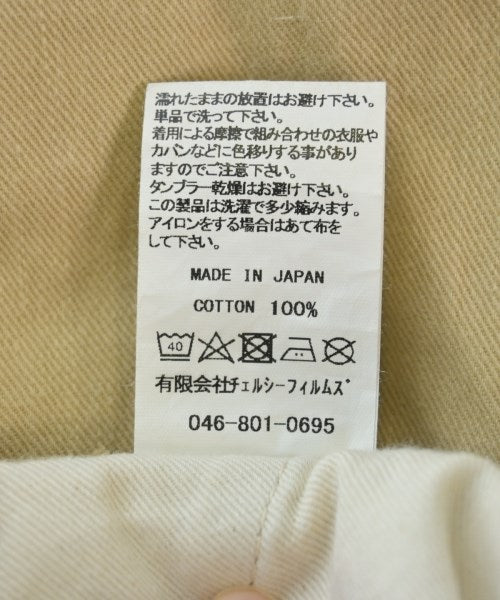 濡れたままの放置はお避け下さい。
単品で洗って下さい。
着用による摩擦で組み合わせの衣服や
カバンなどに色移りする事があり
ますのでご注意下さい。
タンブラー乾燥はお避け下さい。
この製品は洗濯で多少縮みます。
アイロンをする場合はあて布を
して下さい。
MADE IN JAPAN
COTTON 100%
40
有限会社チェルシーフィルムズ
046-801-0695